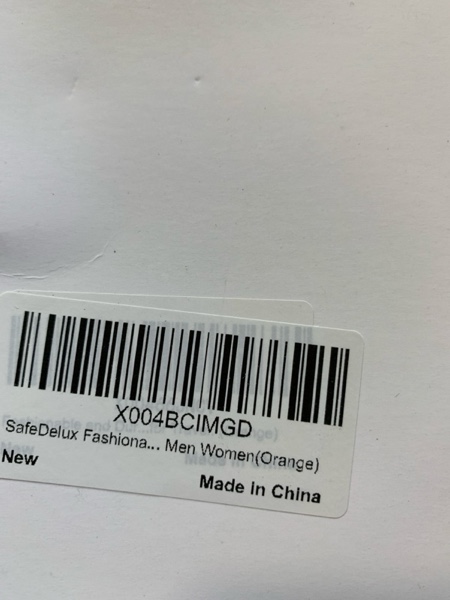 X004BCIMGD
SafeDelux Fashiona... Men Women(Orange)
New
Made in China